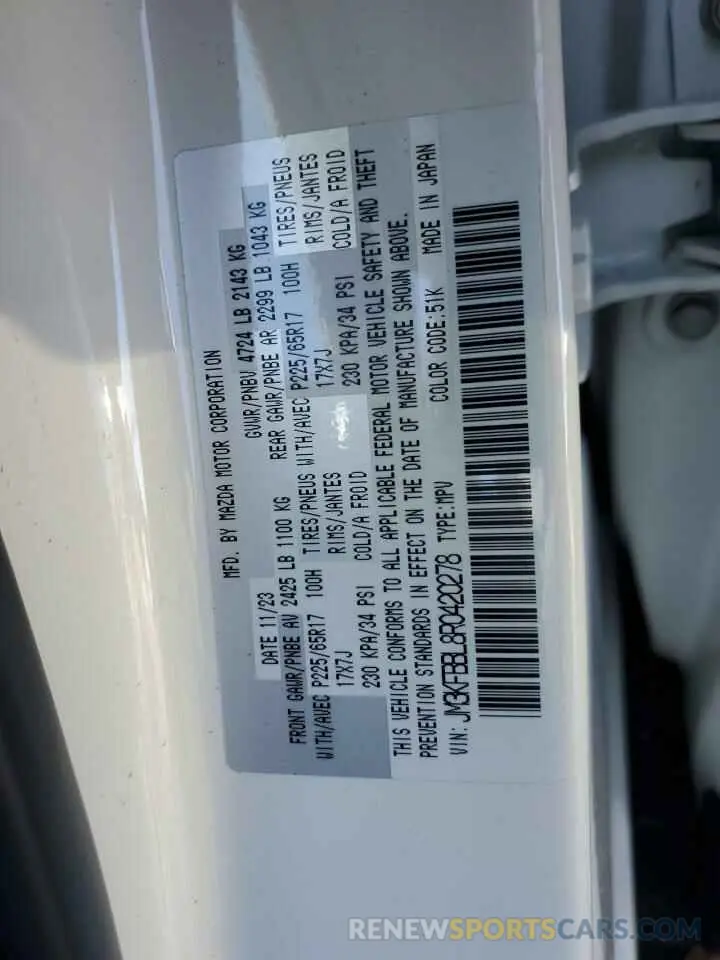 MFD. BY MAZDA MOTOR CORPORATION
DATE 11/23
GVWR/PNBV 4724 LB 2143 KG
FRONT GAWR/PNBE AV 2425 LB 1100 KG
REAR GAWR/PNBE AR 2299 LB 1043 KG
WITH/AVEC P225/65R17 100H TIRES/PNEUS WITH/AVEC P225/65R17 100H TIRES/PNEUS
17X7J RIMS/JANTES 17X7J RIMS/JANTES
230 KPA/34 PSI COLD/A FROID 230 KPA/34 PSI COLD/A FROID
THIS VEHICLE CONFORMS TO ALL APPLICABLE FEDERAL MOTOR VEHICLE SAFETY AND THEFT
PREVENTION STANDARDS IN EFFECT ON THE DATE OF MANUFACTURE SHOWN ABOVE.
VIN: JM3KFBBL8R0420278 TYPE:MPV COLOR CODE:51K MADE IN JAPAN
RENEWSPORTSCARS.COM